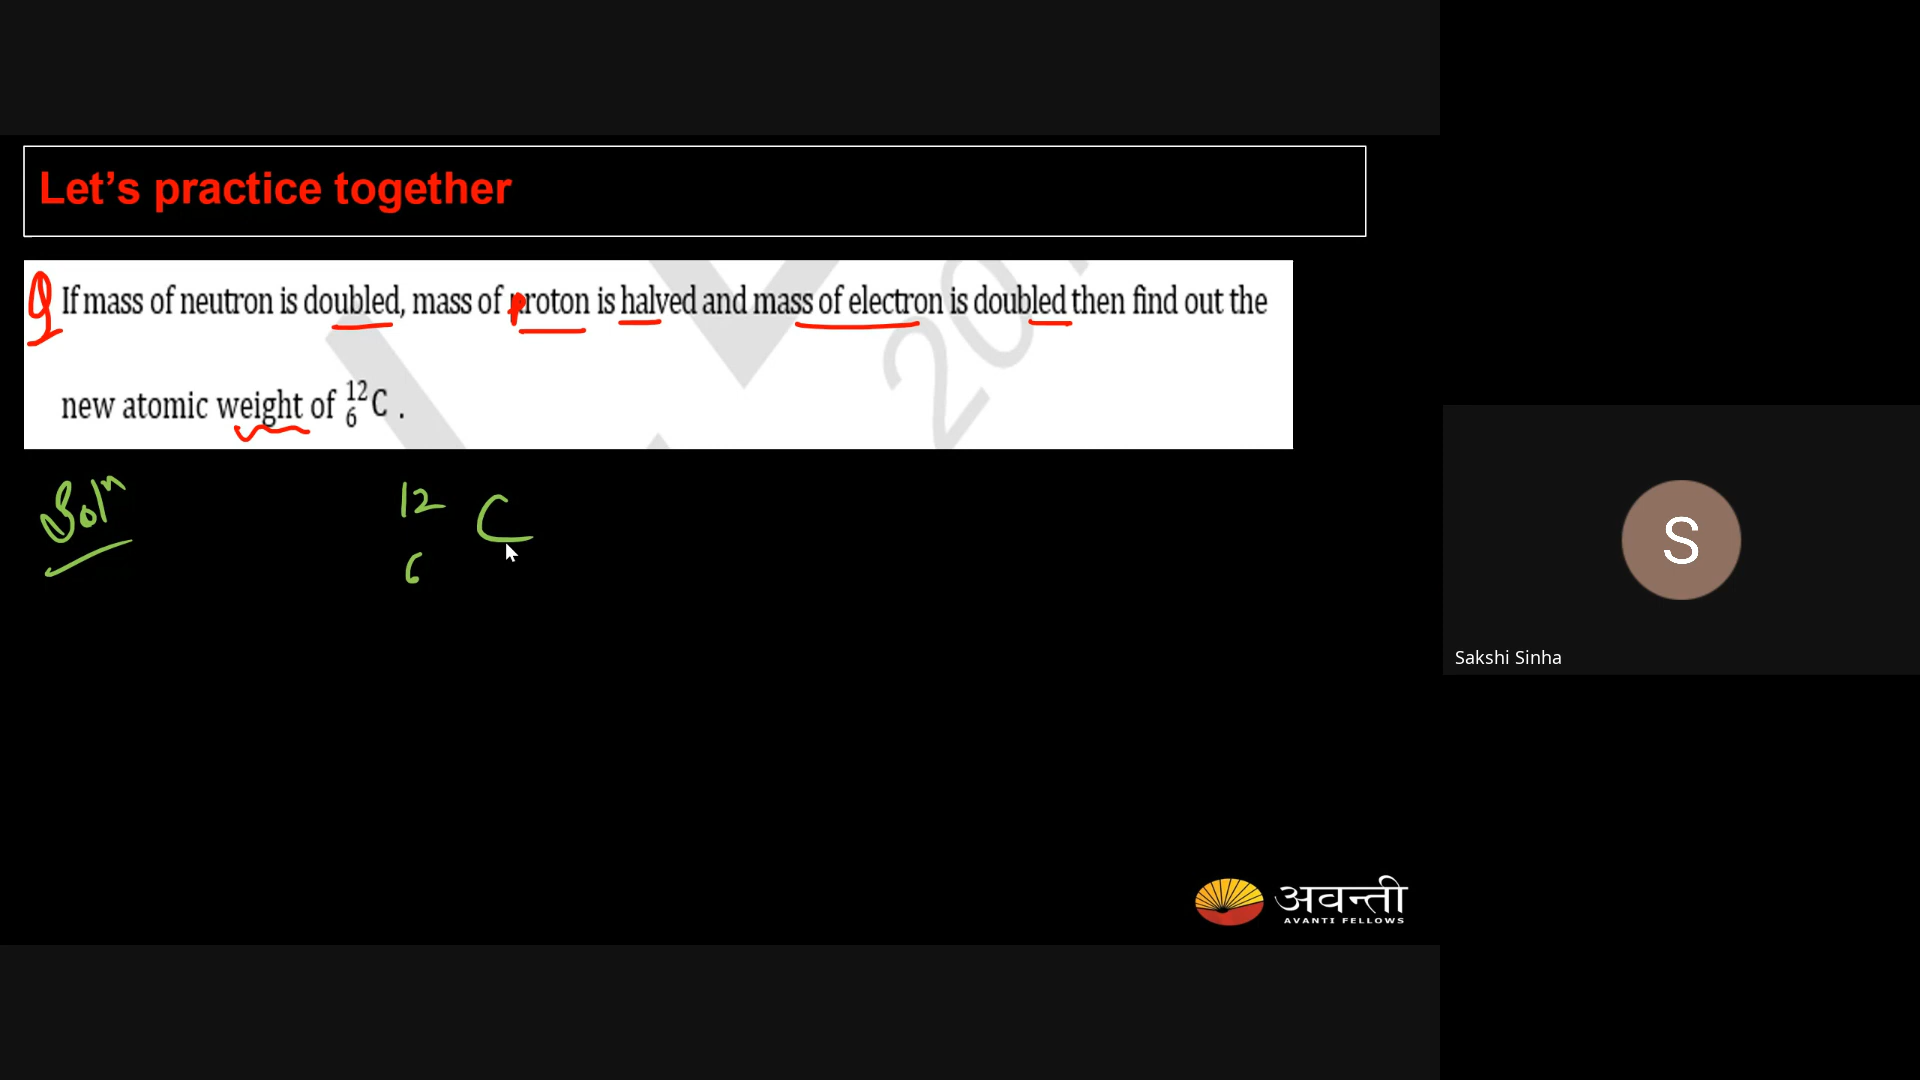 Let’s practice together
Q If mass of neutron is doubled, mass of proton is halved and mass of electron is doubled then find out the
new atomic weight of ¹²₆C .
Solⁿ
12
C
6
S
Sakshi Sinha
अवन्ती
AVANTI FELLOWS